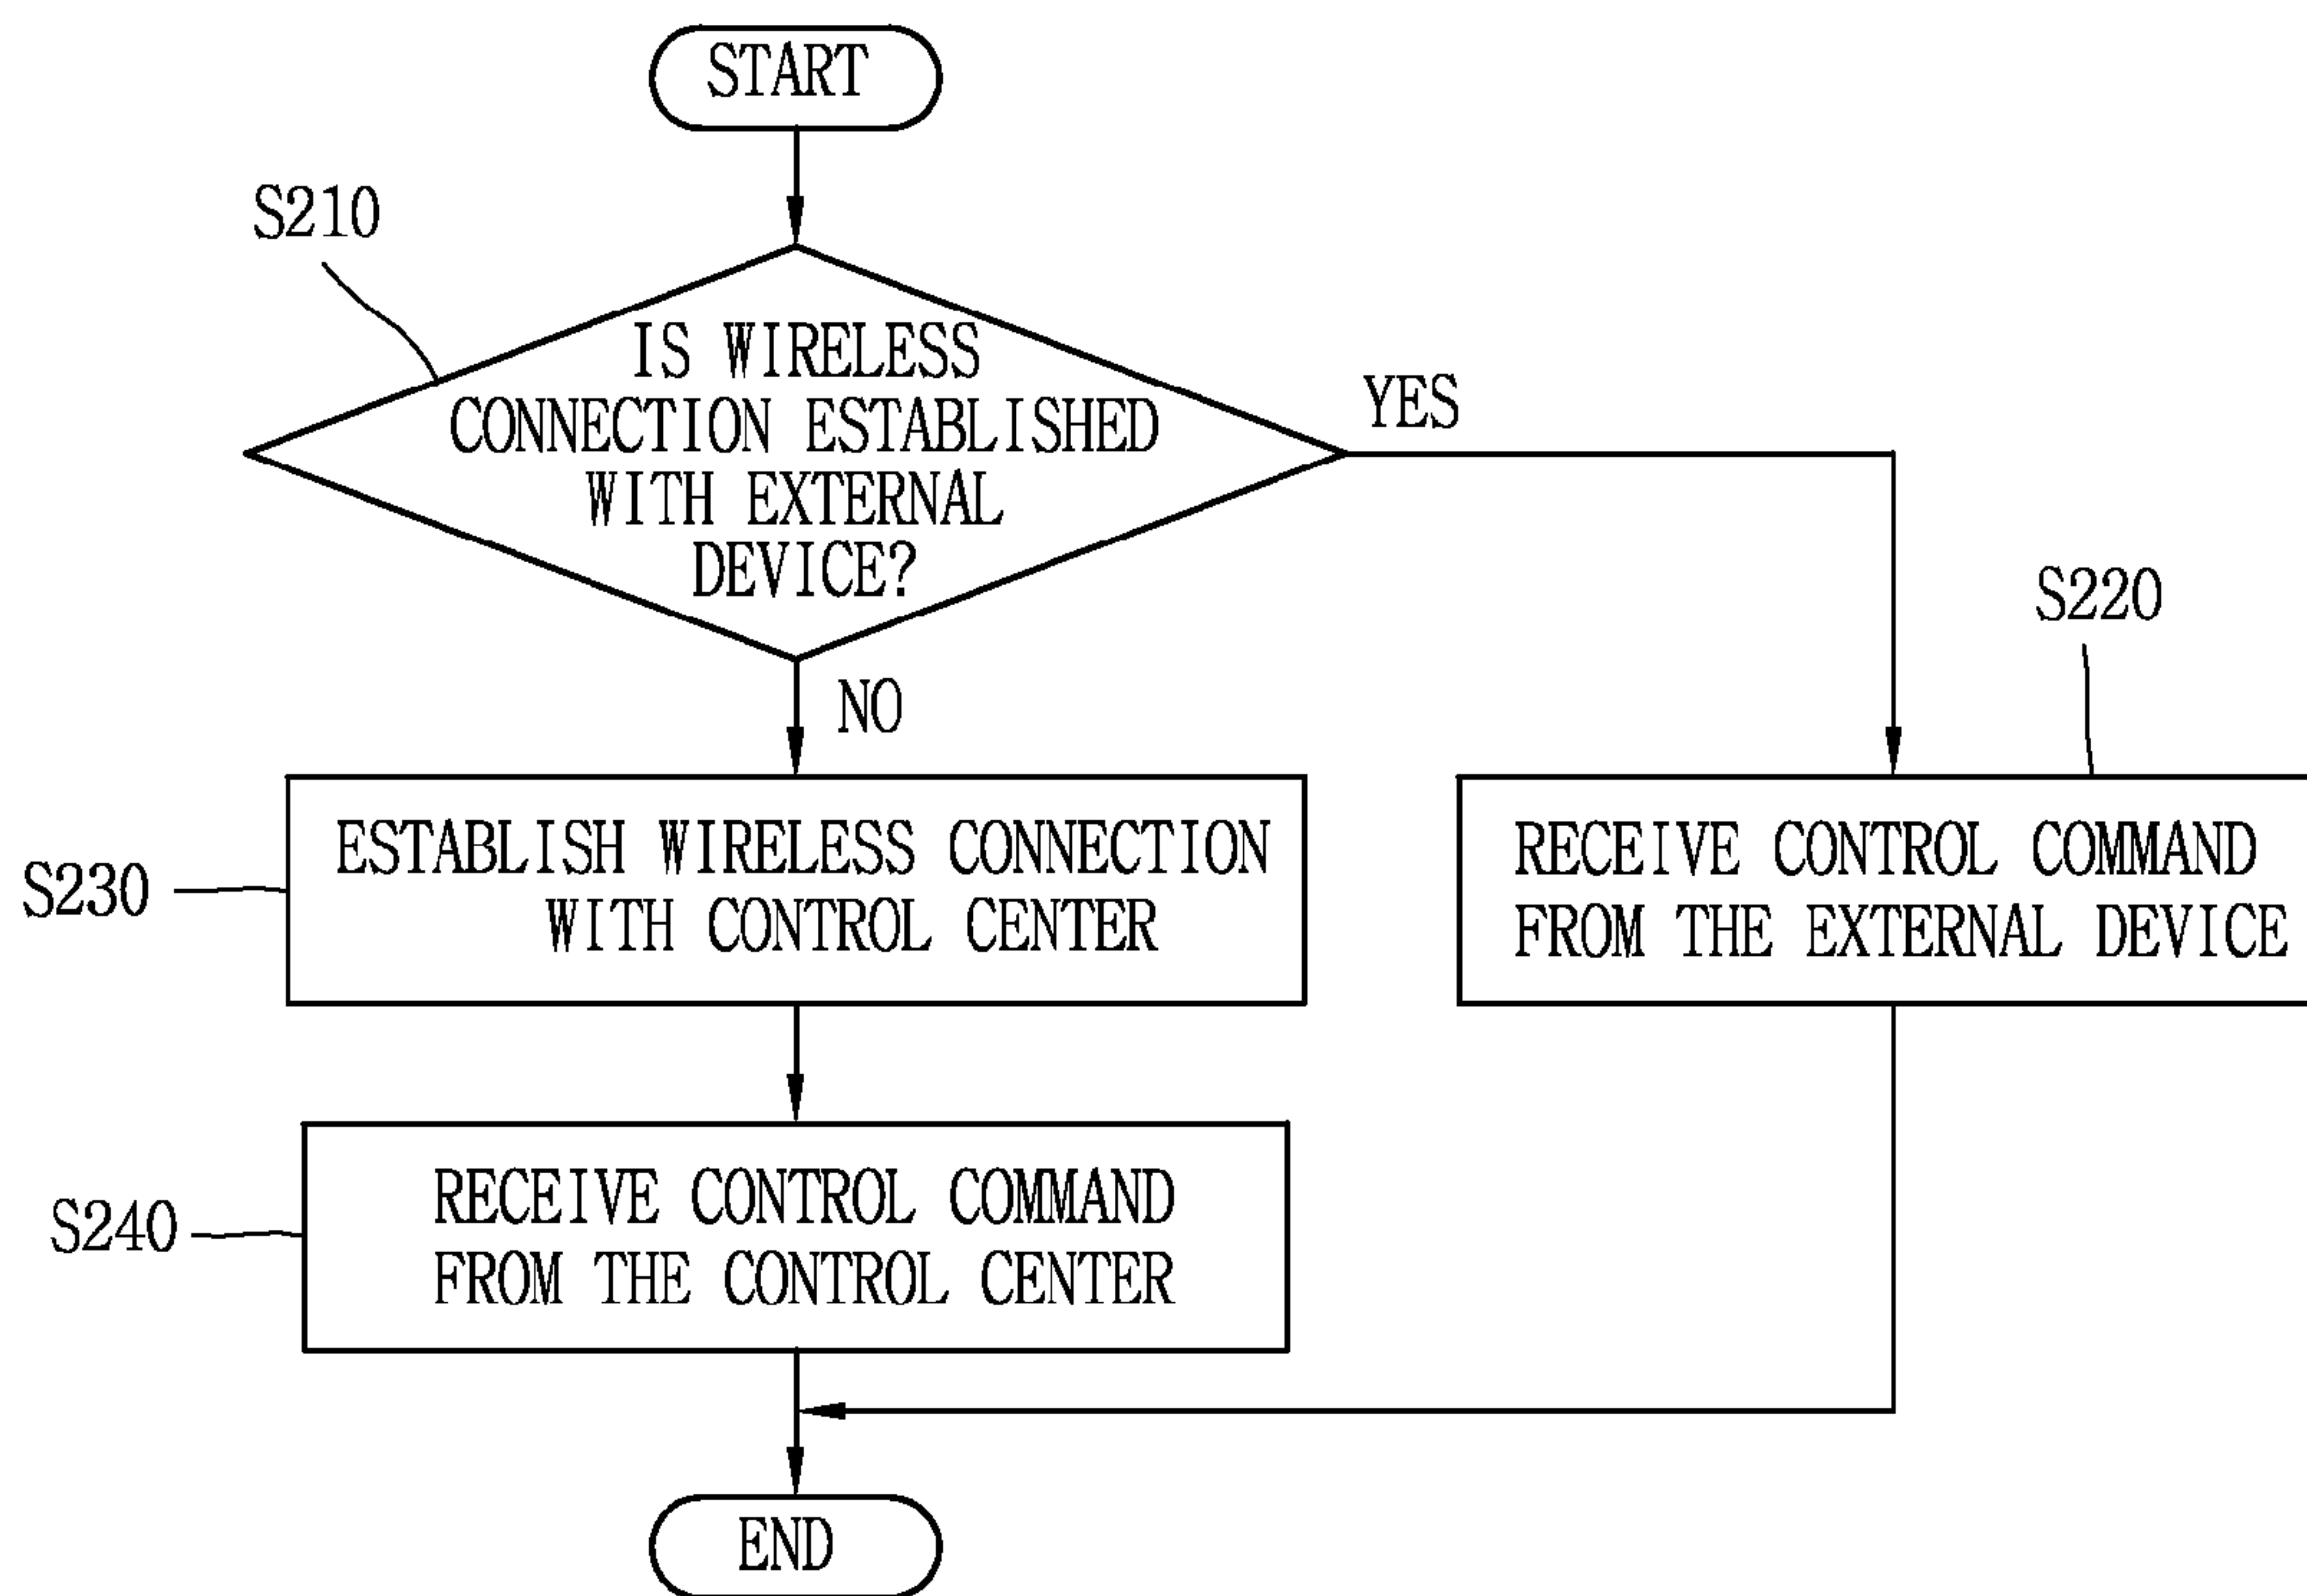 START
S210
IS WIRELESS
CONNECTION ESTABLISHED
WITH EXTERNAL
DEVICE?
YES
NO
S220
S230
ESTABLISH WIRELESS CONNECTION
WITH CONTROL CENTER
RECEIVE CONTROL COMMAND
FROM THE EXTERNAL DEVICE
S240
RECEIVE CONTROL COMMAND
FROM THE CONTROL CENTER
END